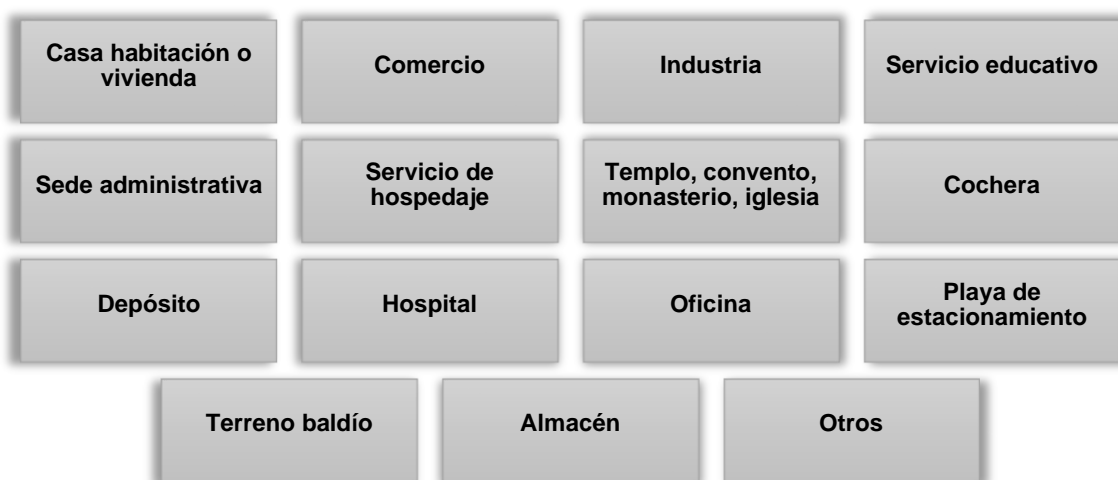 Casa habitación o
vivienda
Comercio
Industria
Servicio educativo
Sede administrativa
Servicio de
hospedaje
Templo, convento,
monasterio, iglesia
Cochera
Depósito
Hospital
Oficina
Playa de
estacionamiento
Terreno baldío
Almacén
Otros